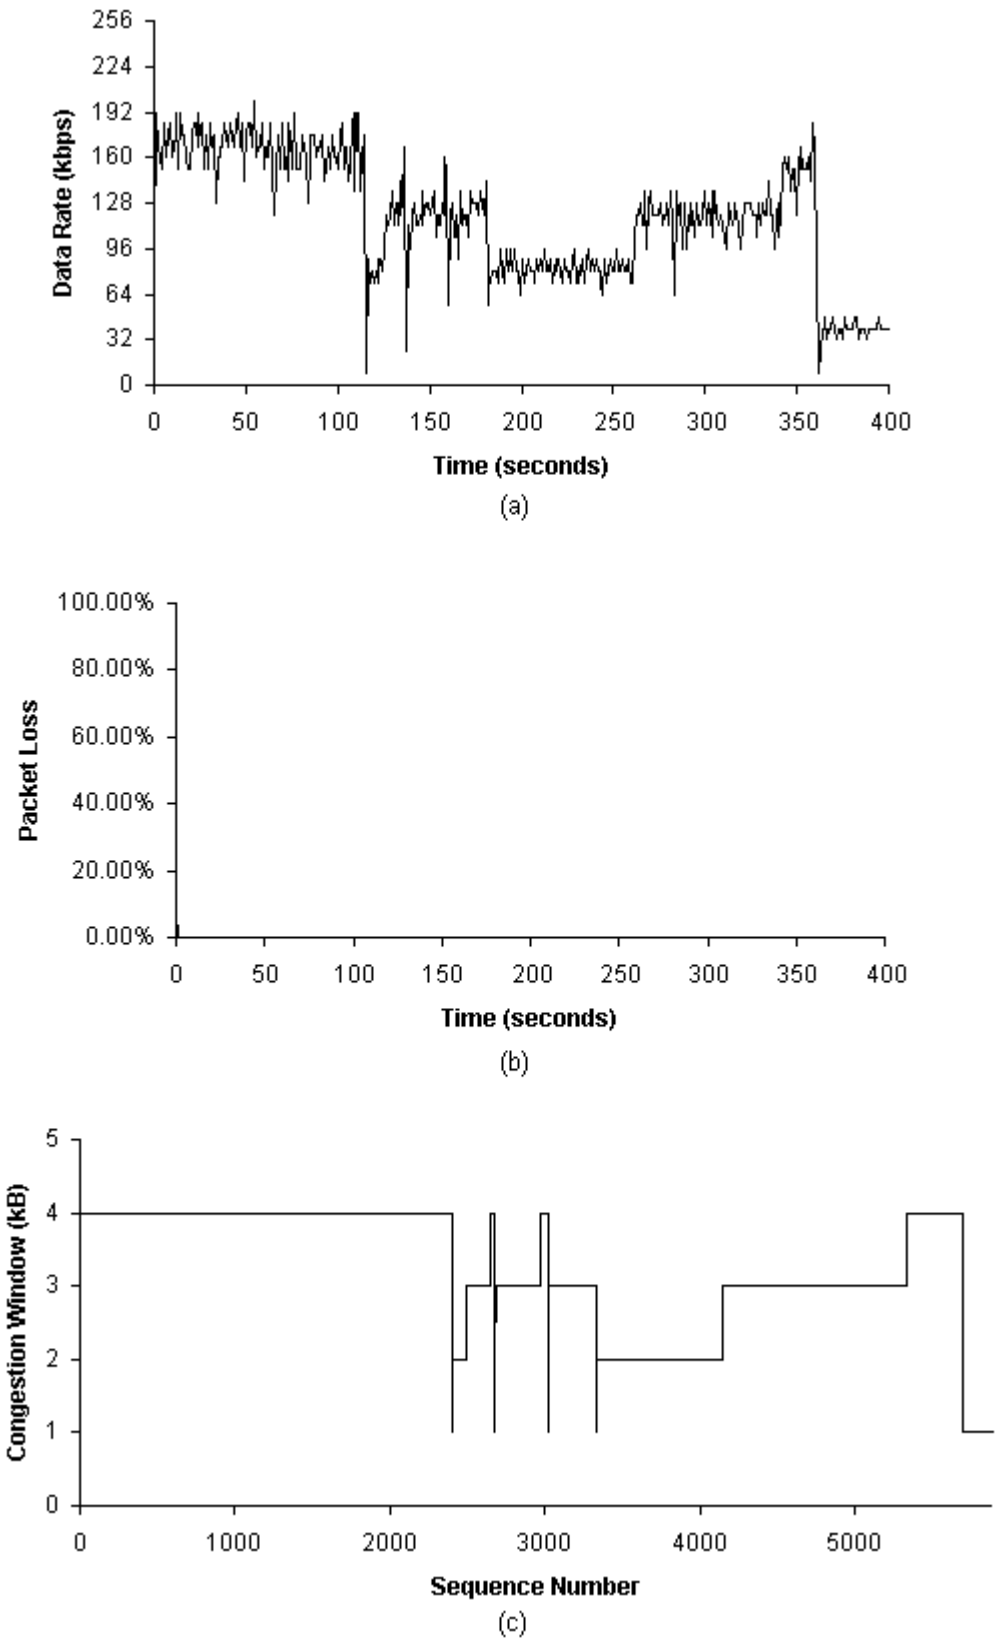 256
224
192
160
128
96
64
32
0
Data Rate (kbps)
0 50 100 150 200 250 300 350 400
Time (seconds)
(a)
100.00%
80.00%
60.00%
40.00%
20.00%
0.00%
Packet Loss
0 50 100 150 200 250 300 350 400
Time (seconds)
(b)
5
4
3
2
1
0
Congestion Window (kB)
0 1000 2000 3000 4000 5000
Sequence Number
(c)